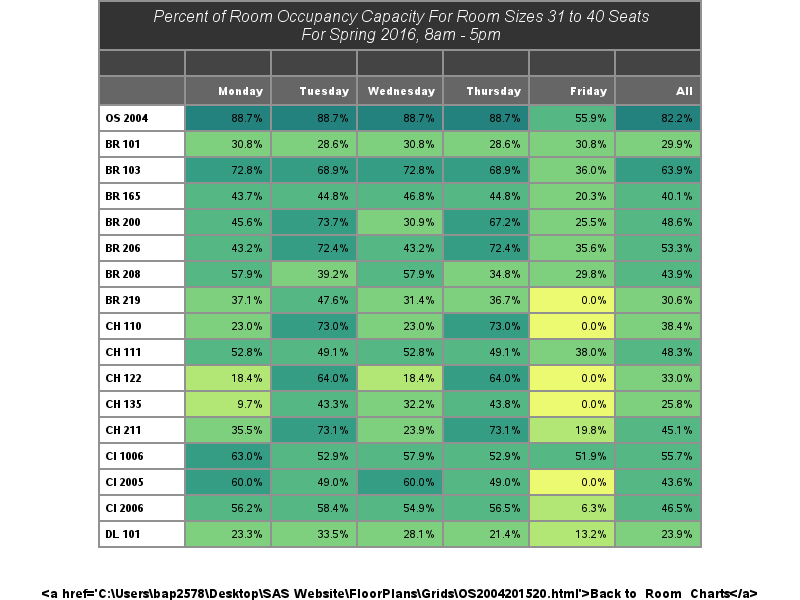 Percent of Room Occupancy Capacity For Room Sizes 31 to 40 Seats
For Spring 2016, 8am - 5pm
Monday Tuesday Wednesday Thursday Friday All
OS 2004 88.7% 88.7% 88.7% 88.7% 55.9% 82.2%
BR 101 30.8% 28.6% 30.8% 28.6% 30.8% 29.9%
BR 103 72.8% 68.9% 72.8% 68.9% 36.0% 63.9%
BR 165 43.7% 44.8% 46.8% 44.8% 20.3% 40.1%
BR 200 45.6% 73.7% 30.9% 67.2% 25.5% 48.6%
BR 206 43.2% 72.4% 43.2% 72.4% 35.6% 53.3%
BR 208 57.9% 39.2% 57.9% 34.8% 29.8% 43.9%
BR 219 37.1% 47.6% 31.4% 36.7% 0.0% 30.6%
CH 110 23.0% 73.0% 23.0% 73.0% 0.0% 38.4%
CH 111 52.8% 49.1% 52.8% 49.1% 38.0% 48.3%
CH 122 18.4% 64.0% 18.4% 64.0% 0.0% 33.0%
CH 135 9.7% 43.3% 32.2% 43.8% 0.0% 25.8%
CH 211 35.5% 73.1% 23.9% 73.1% 19.8% 45.1%
CI 1006 63.0% 52.9% 57.9% 52.9% 51.9% 55.7%
CI 2005 60.0% 49.0% 60.0% 49.0% 0.0% 43.6%
CI 2006 56.2% 58.4% 54.9% 56.5% 6.3% 46.5%
DL 101 23.3% 33.5% 28.1% 21.4% 13.2% 23.9%
<a href='C:\Users\bap2578\Desktop\SAS Website\FloorPlans\Grids\OS2004201520.html'>Back to Room Charts</a>